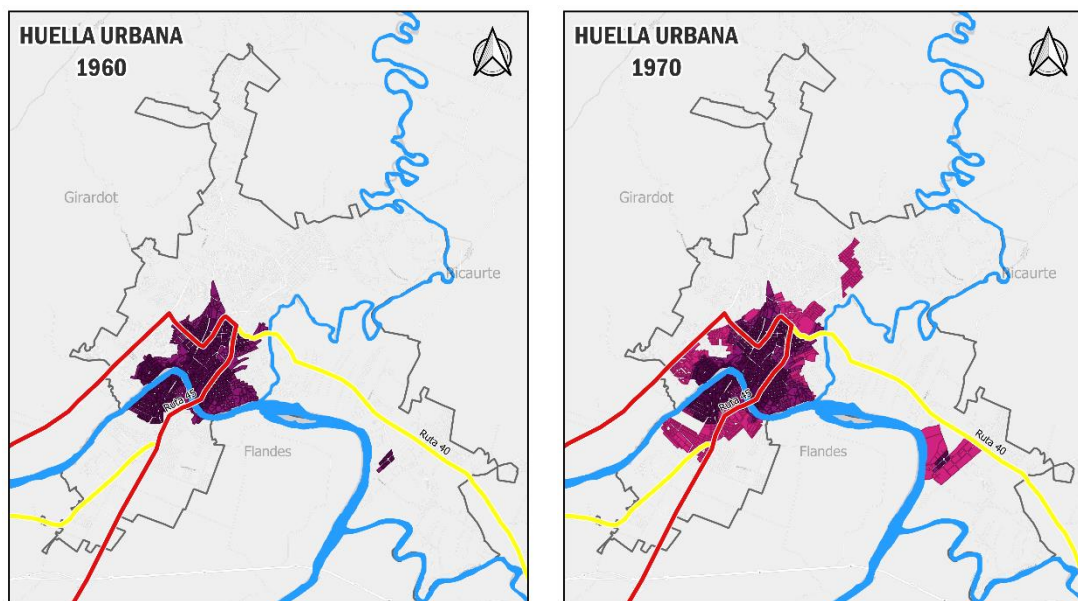 HUELLA URBANA
1960
Girardot
Ricaurte
Ruta 45
Ruta 40
Flandes
HUELLA URBANA
1970
Girardot
Ricaurte
Ruta 45
Ruta 40
Flandes